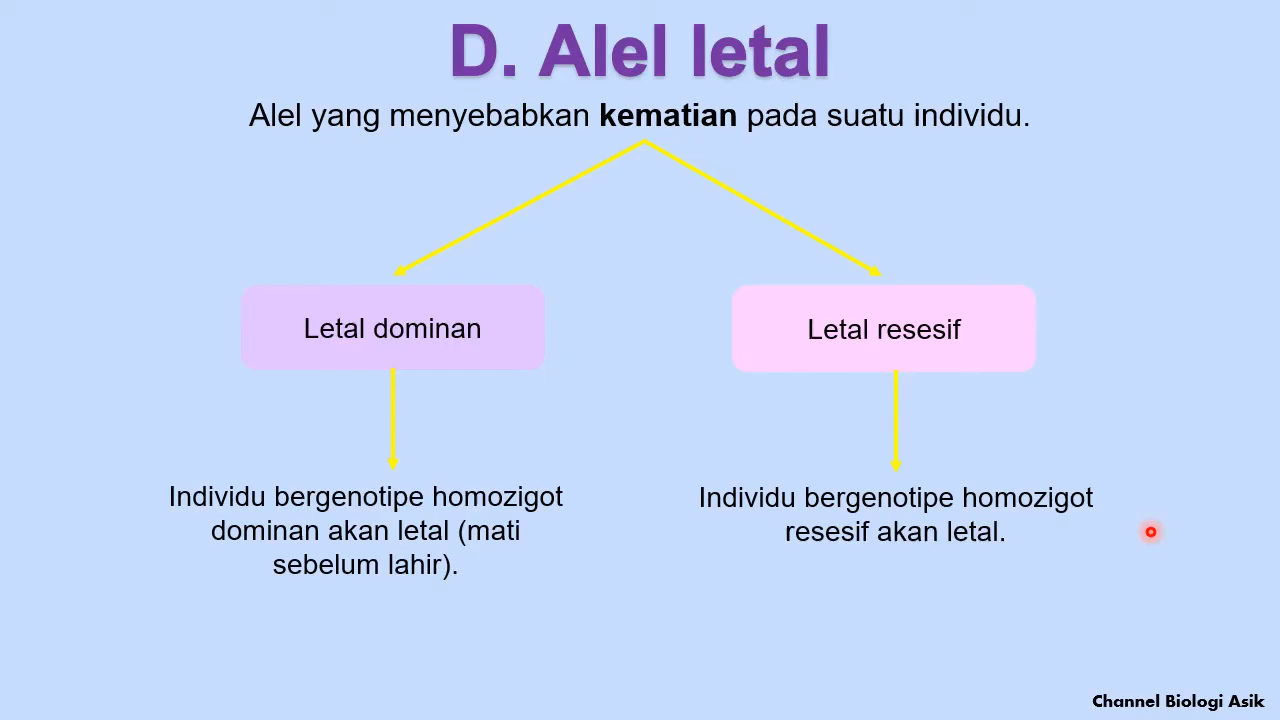 D. Alel letal
Alel yang menyebabkan kematian pada suatu individu.
Letal dominan
Letal resesif
Individu bergenotipe homozigot
dominan akan letal (mati
sebelum lahir).
Individu bergenotipe homozigot
resesif akan letal.
Channel Biologi Asik